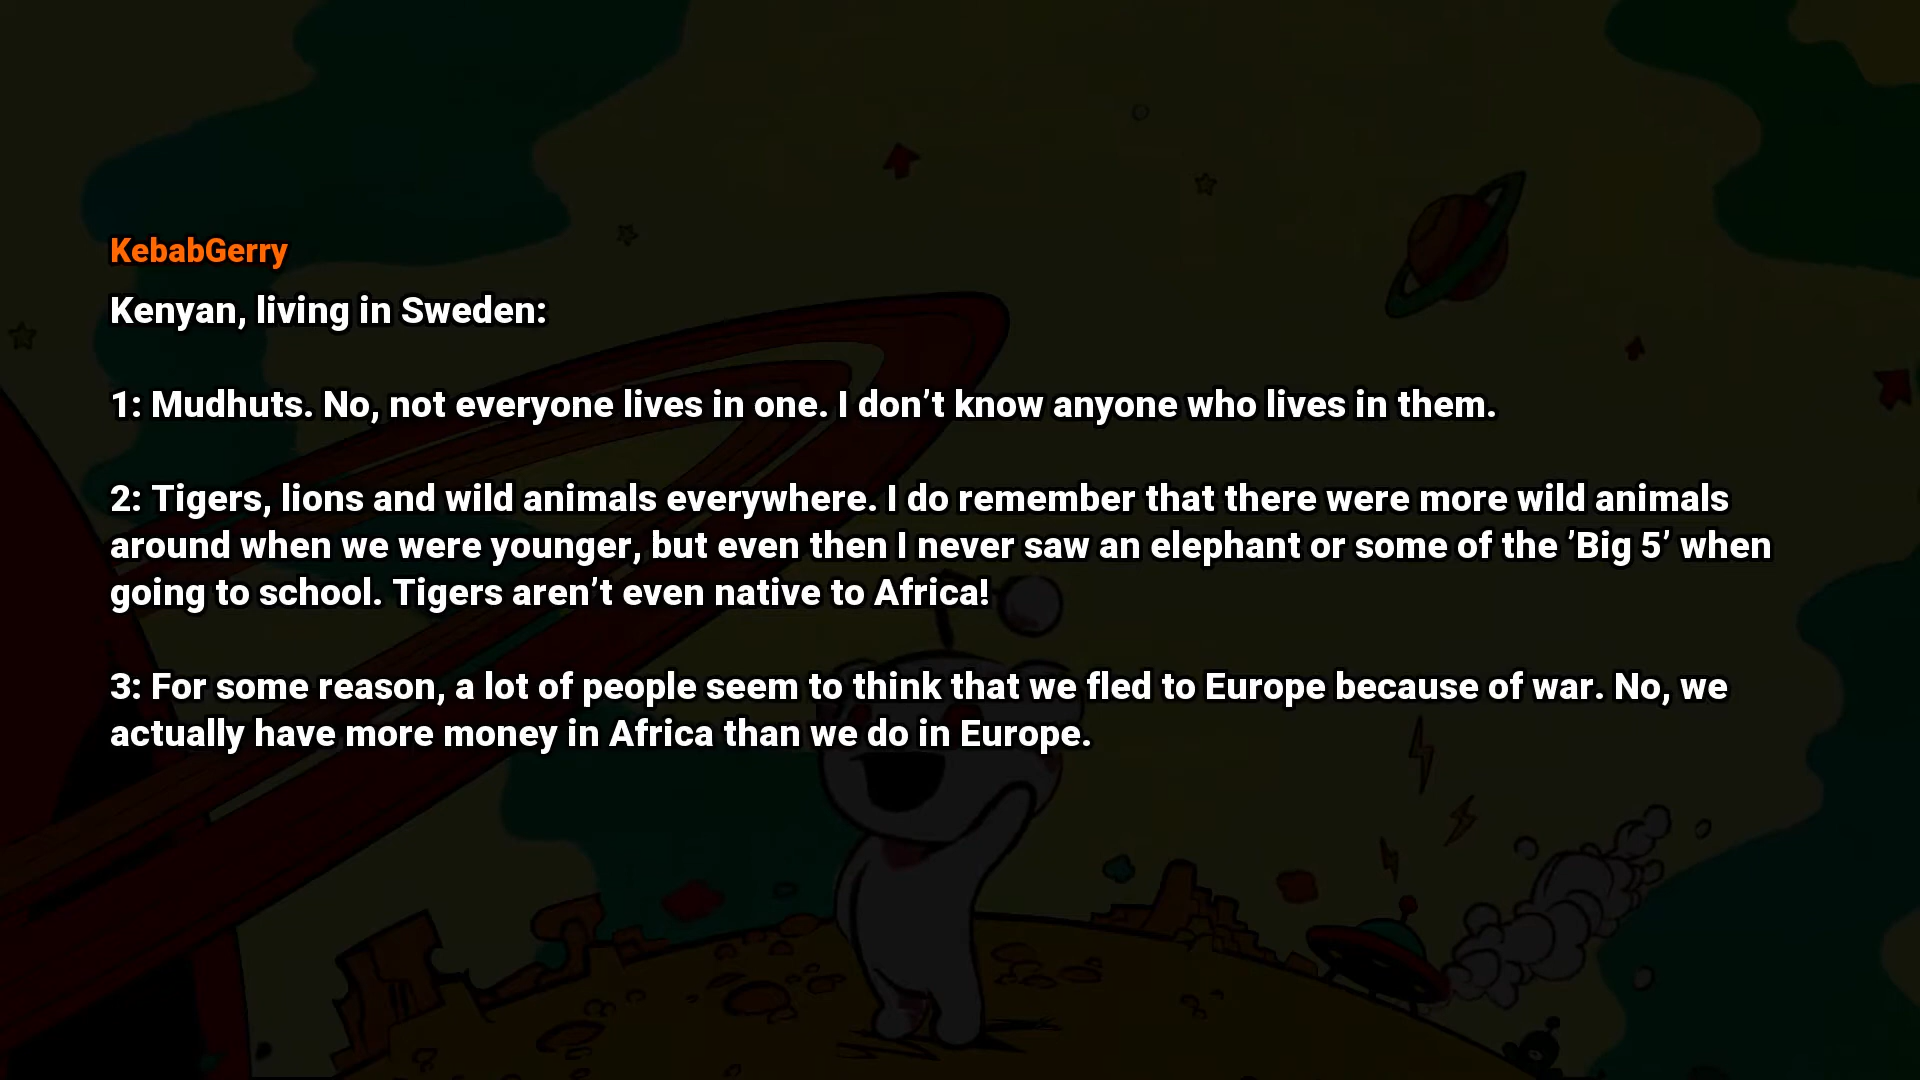 KebabGerry
Kenyan, living in Sweden:
1: Mudhuts. No, not everyone lives in one. I don’t know anyone who lives in them.
2: Tigers, lions and wild animals everywhere. I do remember that there were more wild animals
around when we were younger, but even then I never saw an elephant or some of the ’Big 5’ when
going to school. Tigers aren’t even native to Africa!
3: For some reason, a lot of people seem to think that we fled to Europe because of war. No, we
actually have more money in Africa than we do in Europe.